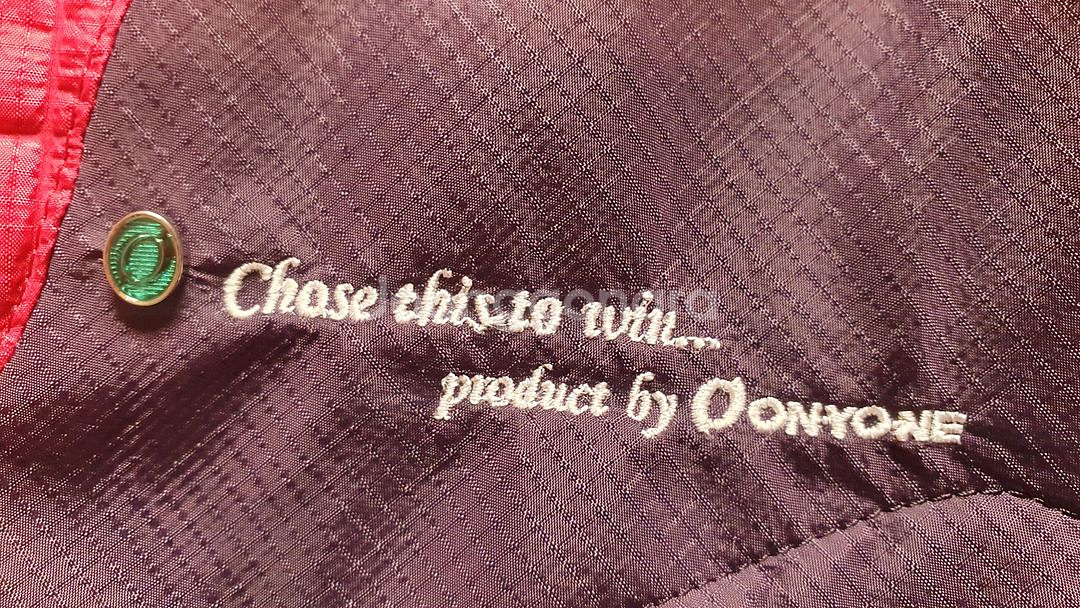 Chase this to win...
product by ONYONE